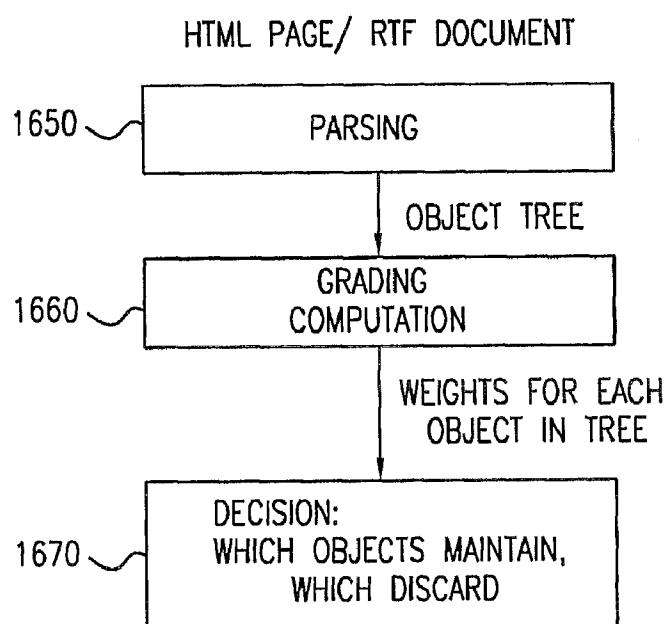 HTML PAGE/ RTF DOCUMENT
1650
PARSING
OBJECT TREE
1660
GRADING
COMPUTATION
WEIGHTS FOR EACH
OBJECT IN TREE
1670
DECISION:
WHICH OBJECTS MAINTAIN,
WHICH DISCARD